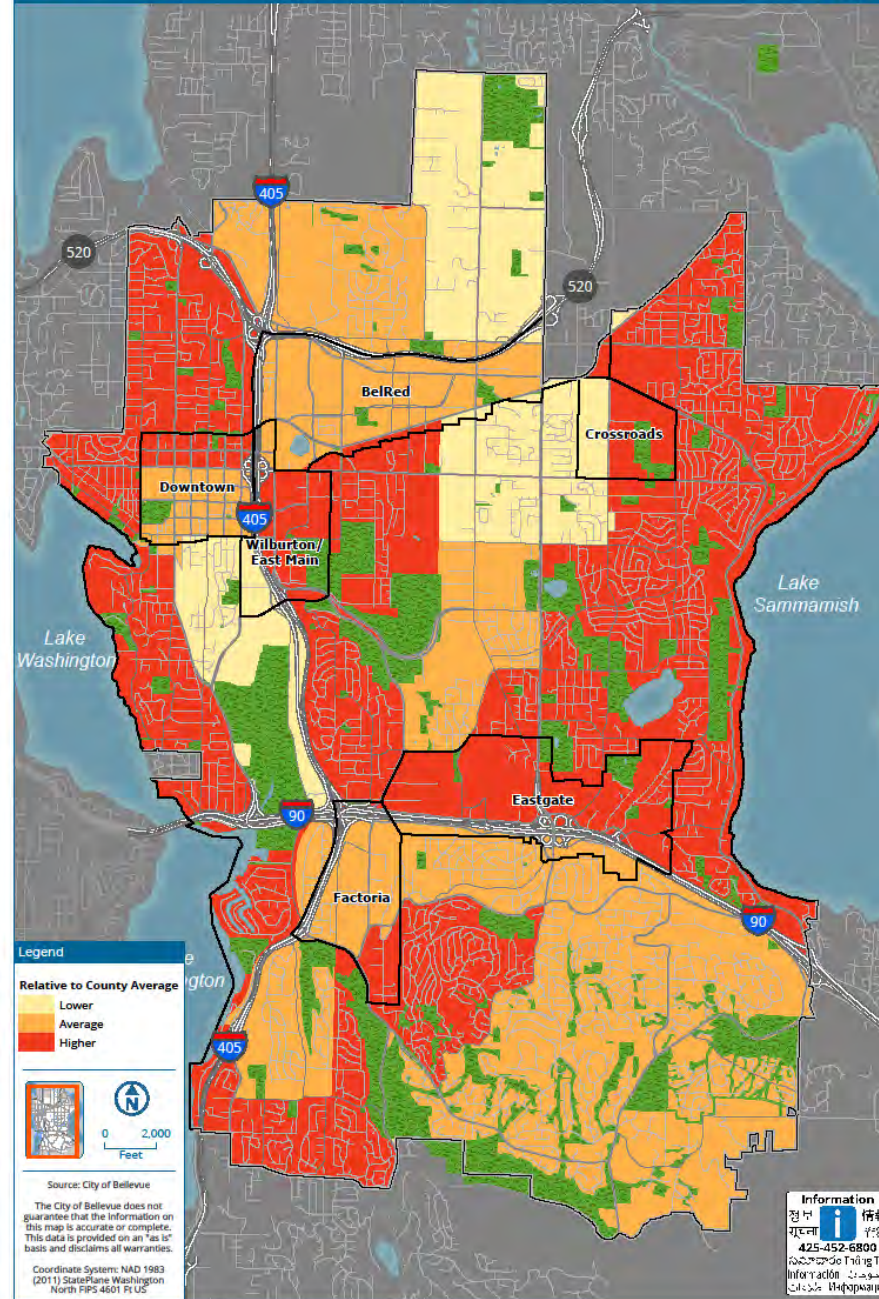 405
520
520
BelRed
Crossroads
Downtown
405
Wilburton/
East Main
Lake
Washington
Lake
Sammamish
Eastgate
90
Factoria
90
405
Legend
Relative to County Average
Lower
Average
Higher
N
0 2,000
Feet
Source: City of Bellevue
The City of Bellevue does not
guarantee that the information on
this map is accurate or complete.
This data is provided on an "as is"
basis and disclaims all warranties.
Coordinate System: NAD 1983
(2011) StatePlane Washington
North FIPS 4601 Ft US
Information
정보 i
425-452-6800
Información